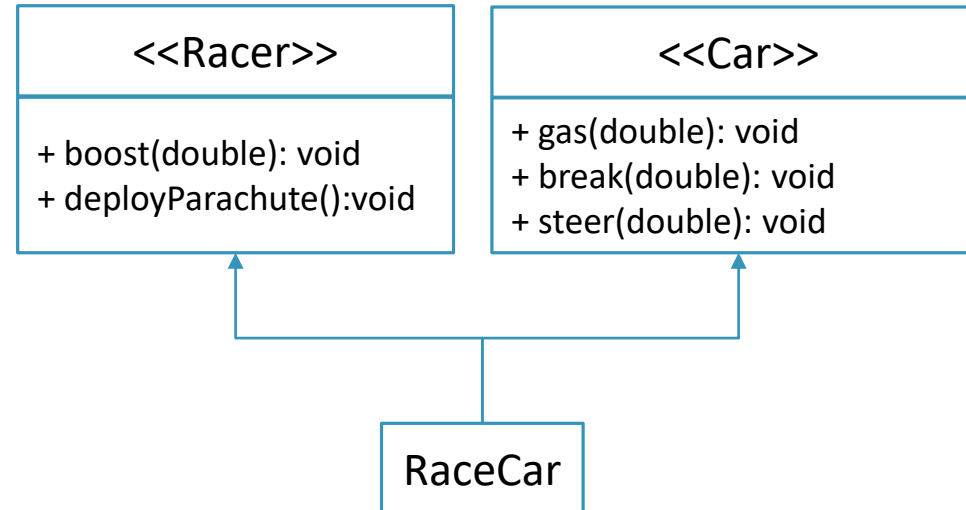 <<Racer>>
+ boost(double): void
+ deployParachute():void
<<Car>>
+ gas(double): void
+ break(double): void
+ steer(double): void
RaceCar